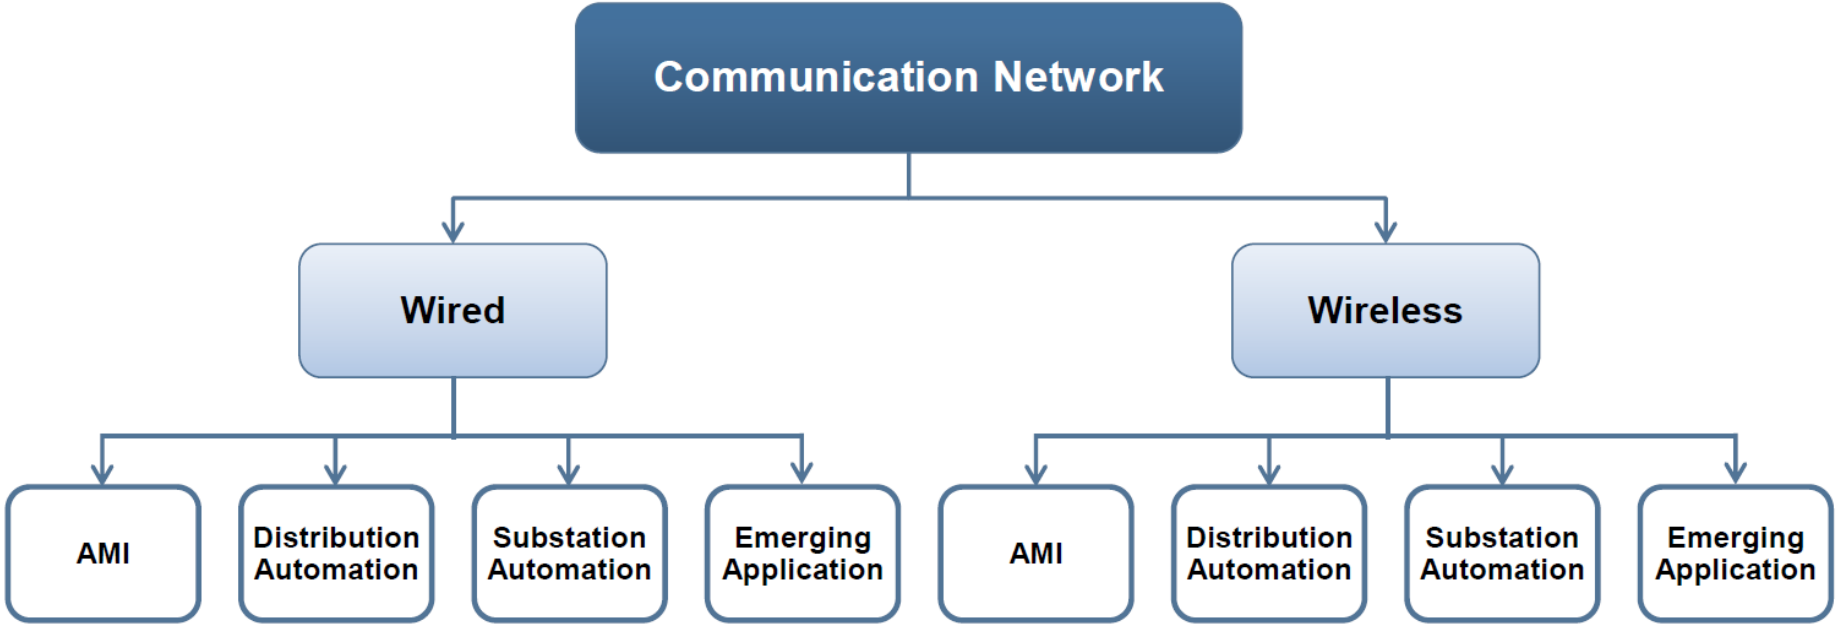 Communication Network
Wired
Wireless
AMI
Distribution
Automation
Substation
Automation
Emerging
Application
AMI
Distribution
Automation
Substation
Automation
Emerging
Application